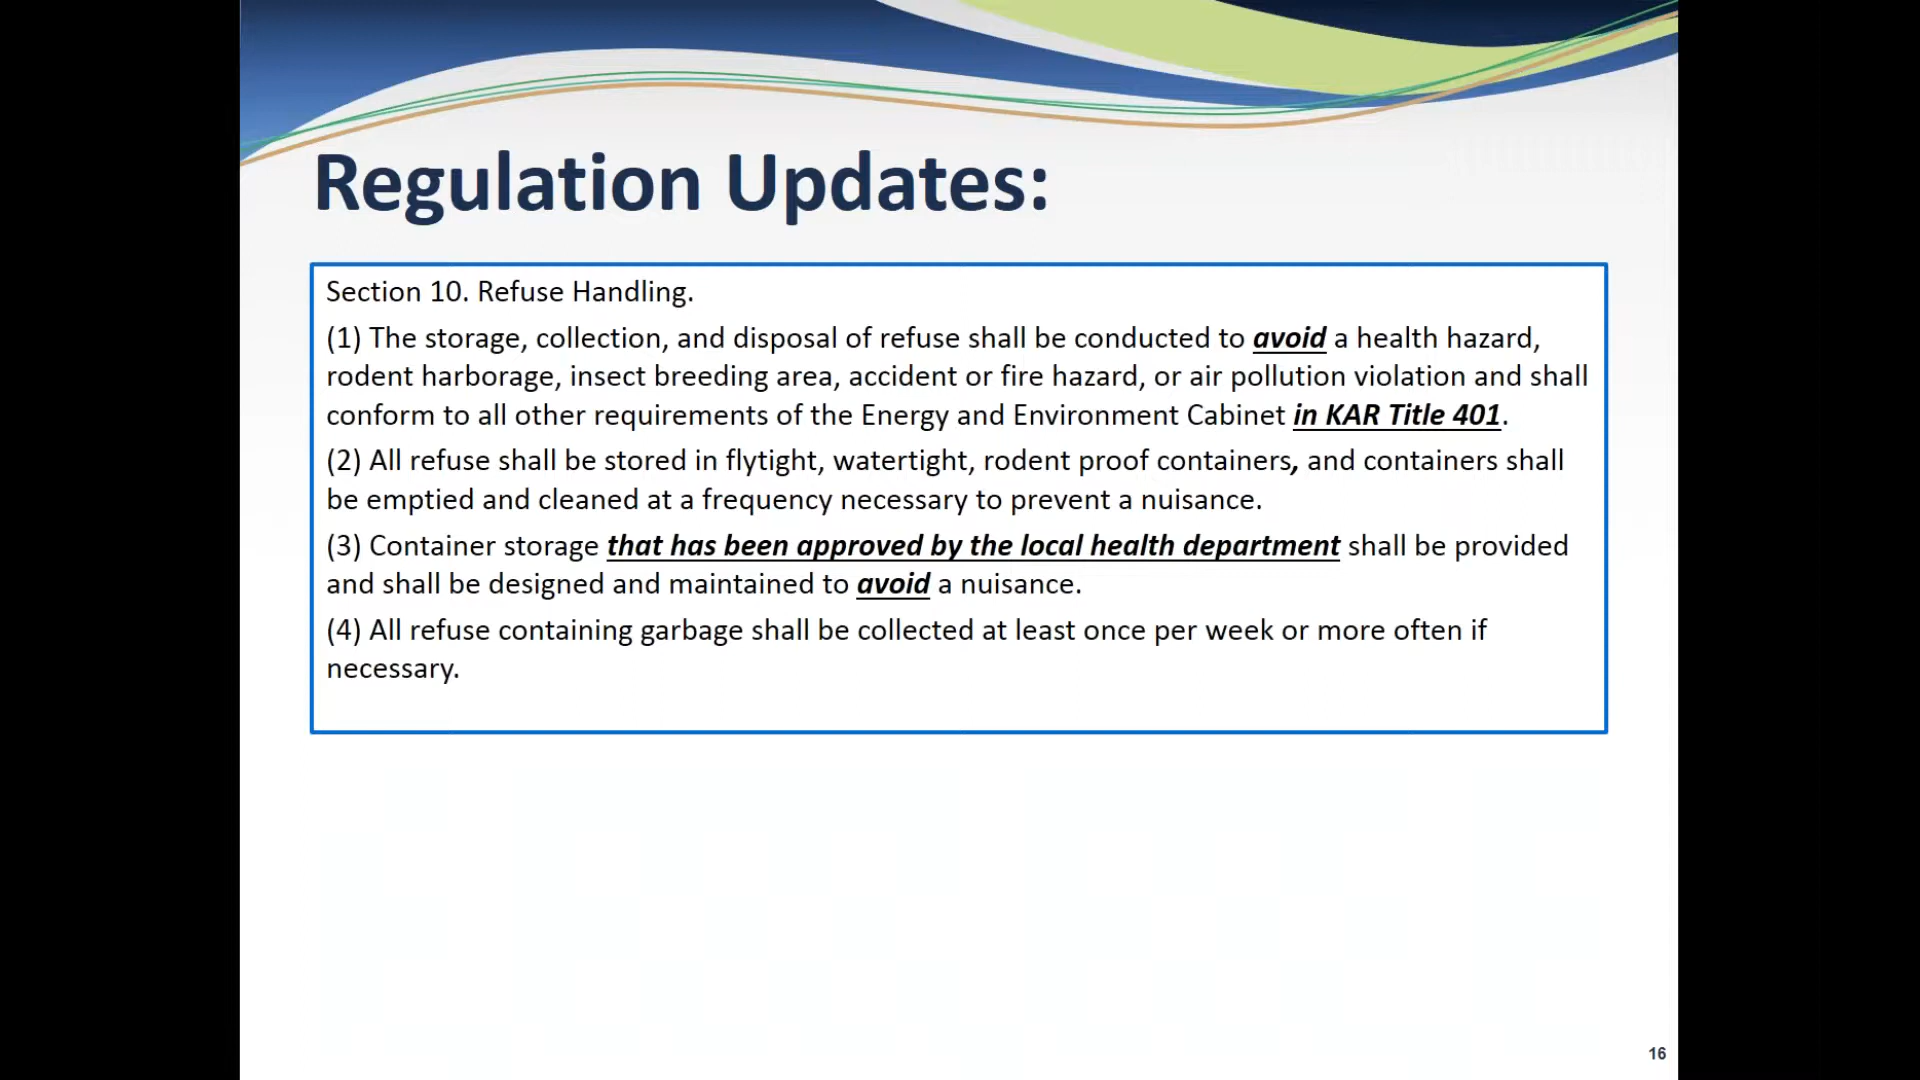 Regulation Updates:
Section 10. Refuse Handling.
(1) The storage, collection, and disposal of refuse shall be conducted to avoid a health hazard,
rodent harborage, insect breeding area, accident or fire hazard, or air pollution violation and shall
conform to all other requirements of the Energy and Environment Cabinet in KAR Title 401.
(2) All refuse shall be stored in flytight, watertight, rodent proof containers, and containers shall
be emptied and cleaned at a frequency necessary to prevent a nuisance.
(3) Container storage that has been approved by the local health department shall be provided
and shall be designed and maintained to avoid a nuisance.
(4) All refuse containing garbage shall be collected at least once per week or more often if
necessary.
16